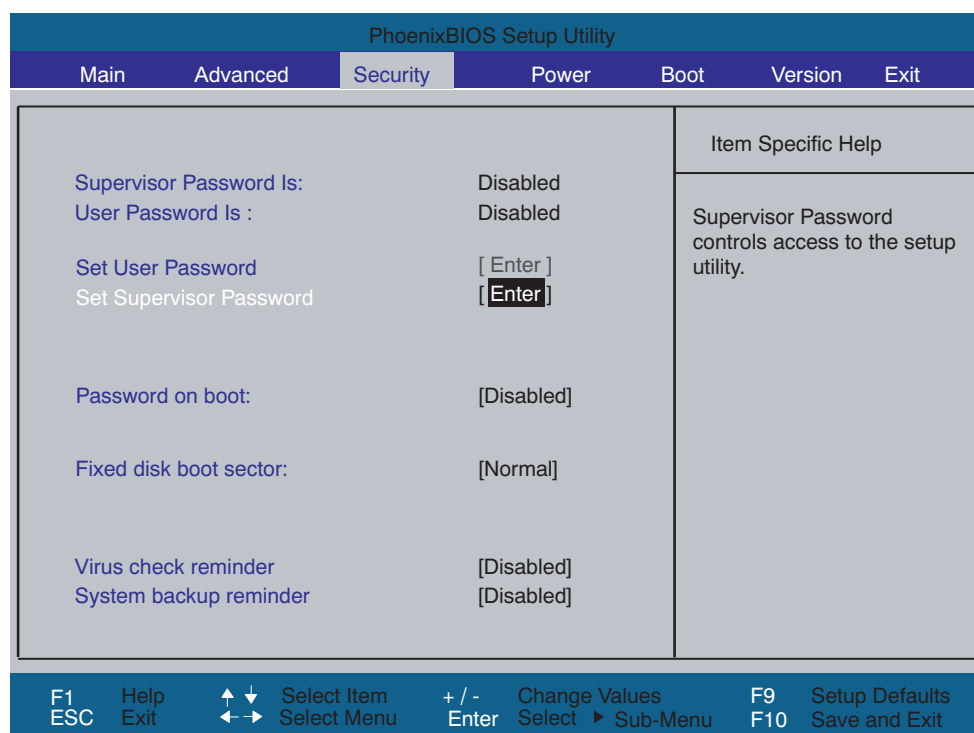 PhoenixBIOS Setup Utility
Main Advanced Security Power Boot Version Exit
Item Specific Help
Supervisor Password Is: Disabled
User Password Is : Disabled
Supervisor Password
controls access to the setup
utility.
Set User Password [ Enter ]
Set Supervisor Password [ Enter ]
Password on boot: [Disabled]
Fixed disk boot sector: [Normal]
Virus check reminder [Disabled]
System backup reminder [Disabled]
F1 Help Select Item + / - Change Values F9 Setup Defaults
ESC Exit Select Menu Enter Select Sub-Menu F10 Save and Exit